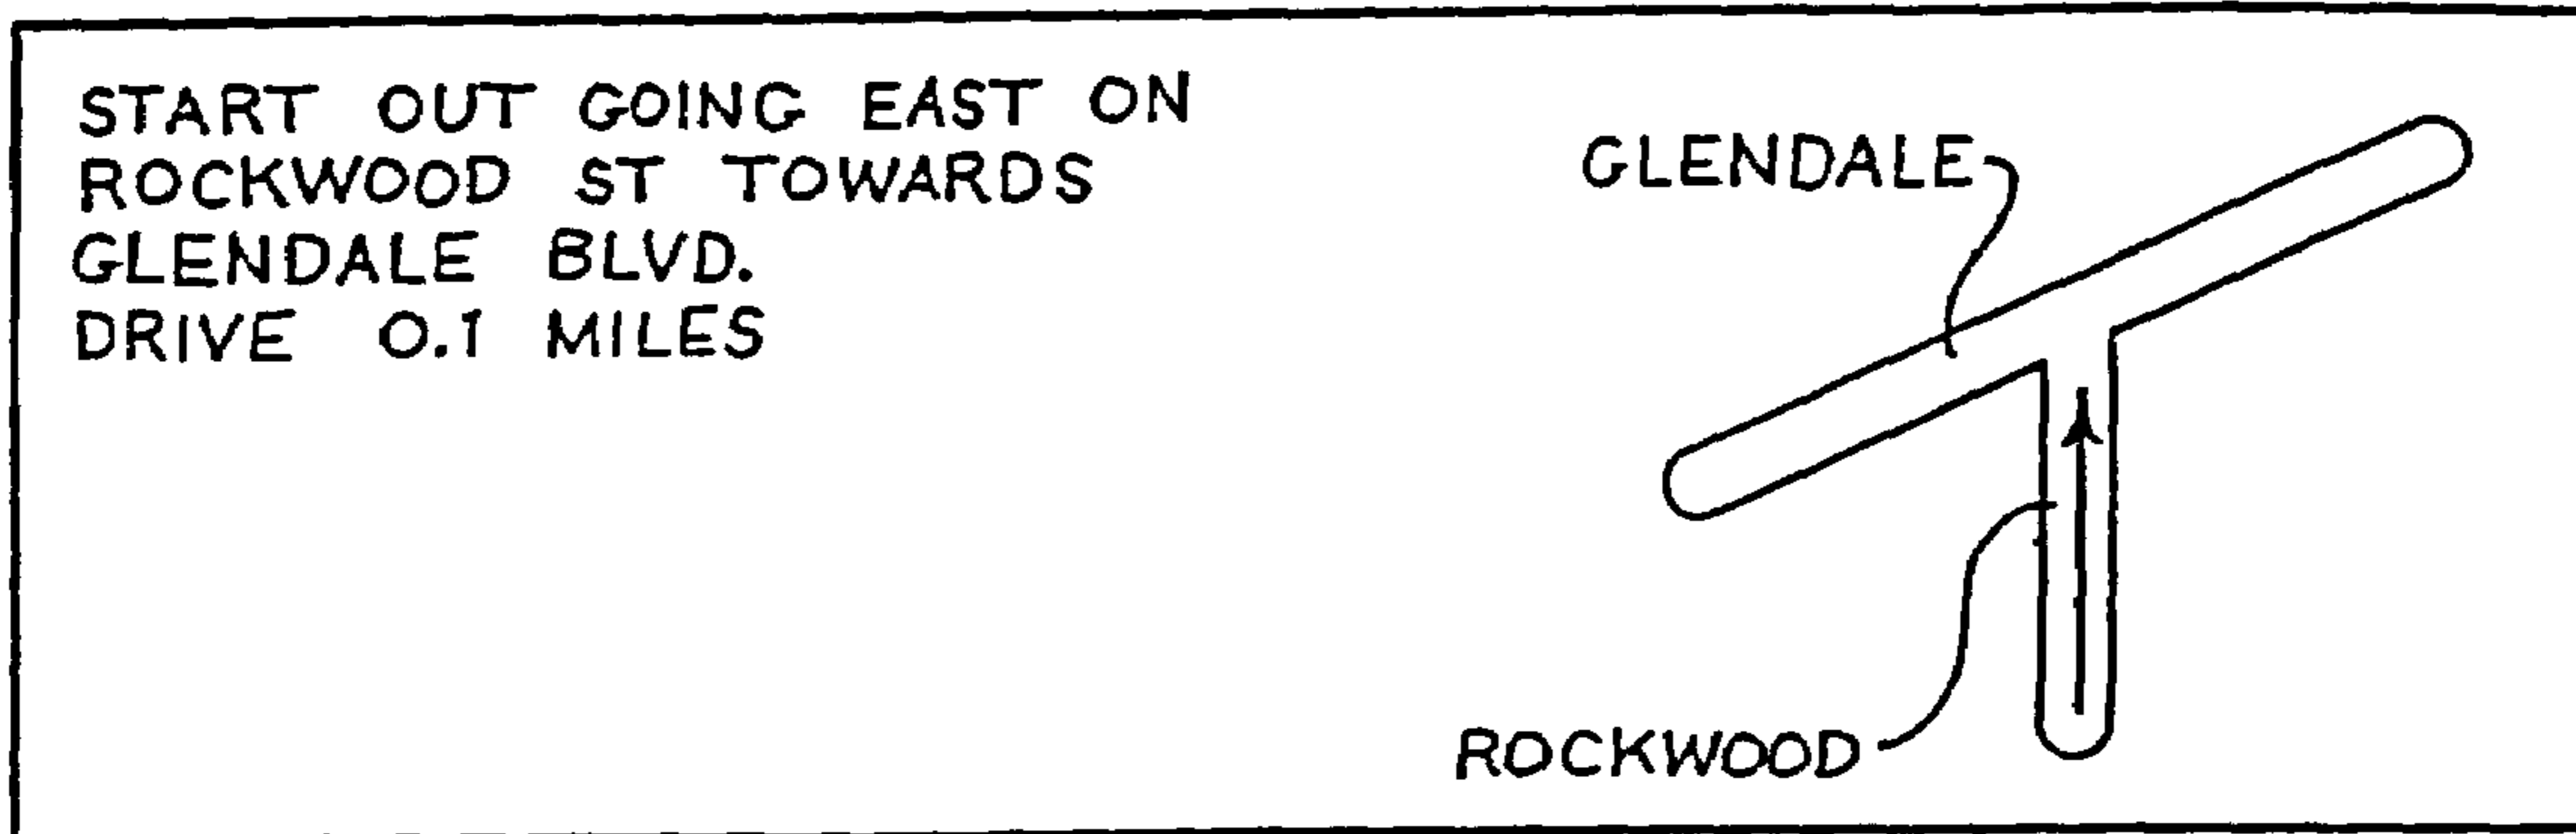 START OUT GOING EAST ON
ROCKWOOD ST TOWARDS
GLENDALE BLVD.
DRIVE 0.1 MILES
GLENDALE
ROCKWOOD